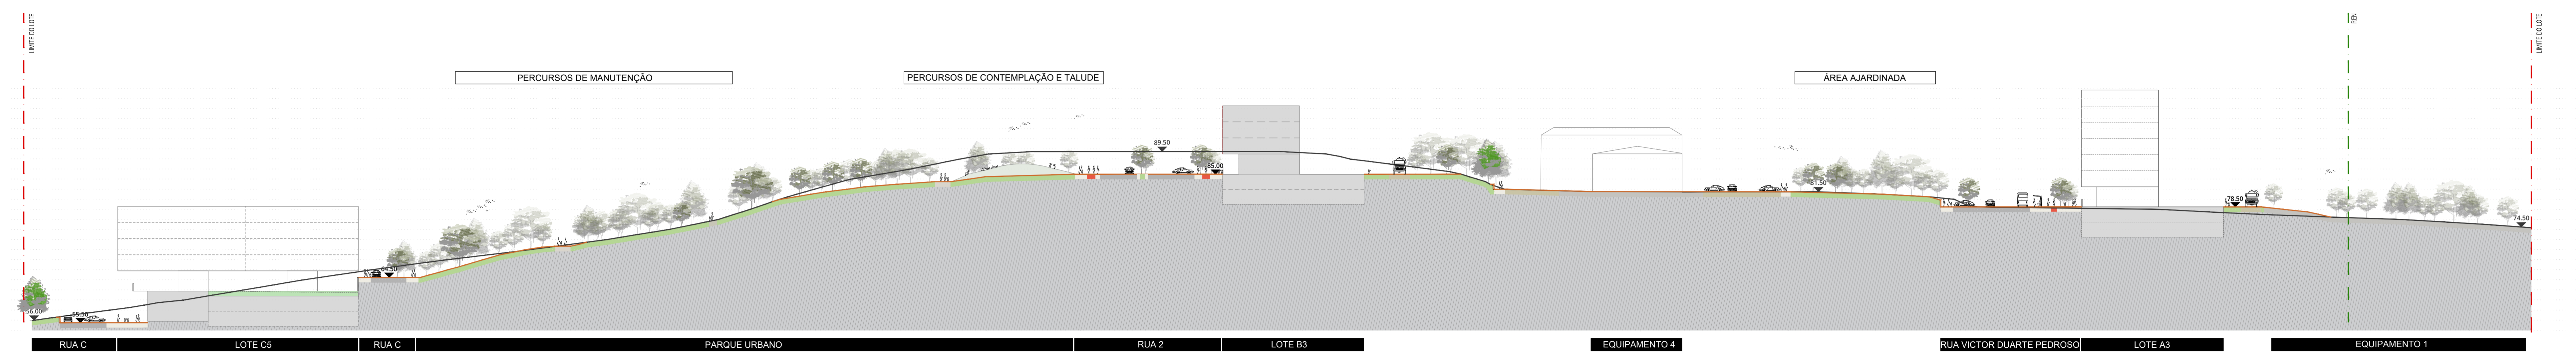 LIMITE DO LOTE
REN
LIMITE DO LOTE
PERCURSOS DE MANUTENÇÃO
PERCURSOS DE CONTEMPLAÇÃO E TALUDE
ÁREA AJARDINADA
89.50
85.00
81.50
78.50
74.50
64.50
56.00
55.50
RUA C
LOTE C5
RUA C
PARQUE URBANO
RUA 2
LOTE B3
EQUIPAMENTO 4
RUA VICTOR DUARTE PEDROSO
LOTE A3
EQUIPAMENTO 1